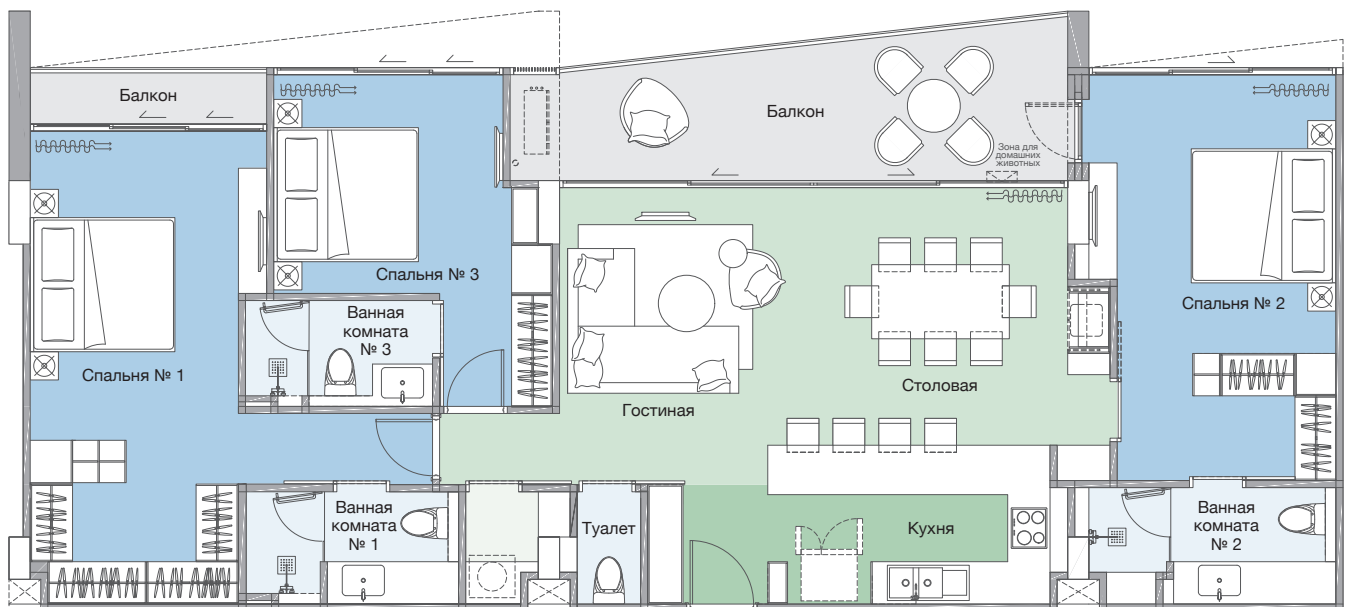 Балкон
Балкон
Зона для
домашних
животных
Спальня № 3
Спальня № 2
Ванная
комната
№ 3
Спальня № 1
Столовая
Гостиная
Ванная
комната
№ 1
Туалет
Кухня
Ванная
комната
№ 2